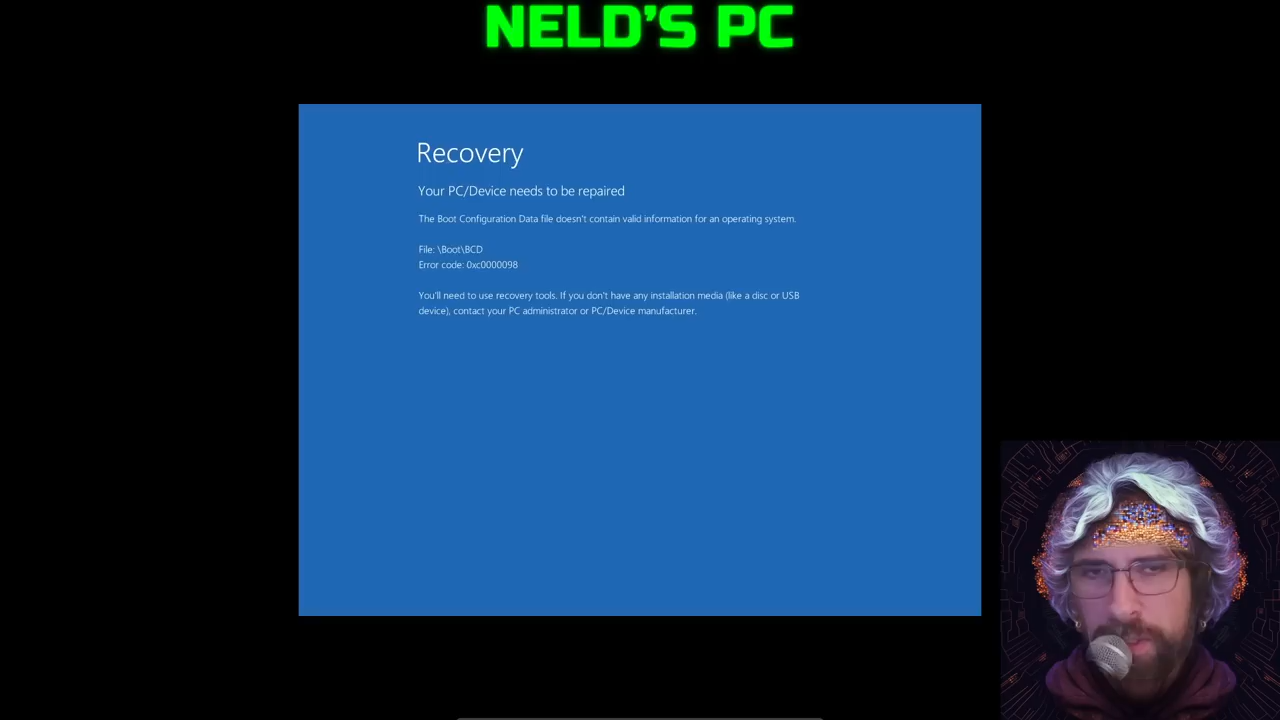 NELD'S PC
Recovery
Your PC/Device needs to be repaired
The Boot Configuration Data file doesn't contain valid information for an operating system.
File: \Boot\BCD
Error code: 0xc0000098
You'll need to use recovery tools. If you don't have any installation media (like a disc or USB
device), contact your PC administrator or PC/Device manufacturer.